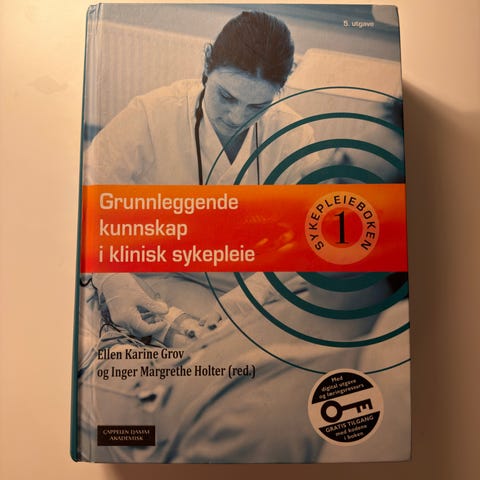 5. utgave
Grunnleggende
kunnskap
i klinisk sykepleie
SYKEPLEIEBOKEN
1
Ellen Karine Grov
og Inger Margrethe Holter (red.)
Med
digital utgave
og læringsressurs
GRATIS TILGANG
med kodene
i boken
CAPPELEN DAMM
AKADEMISK